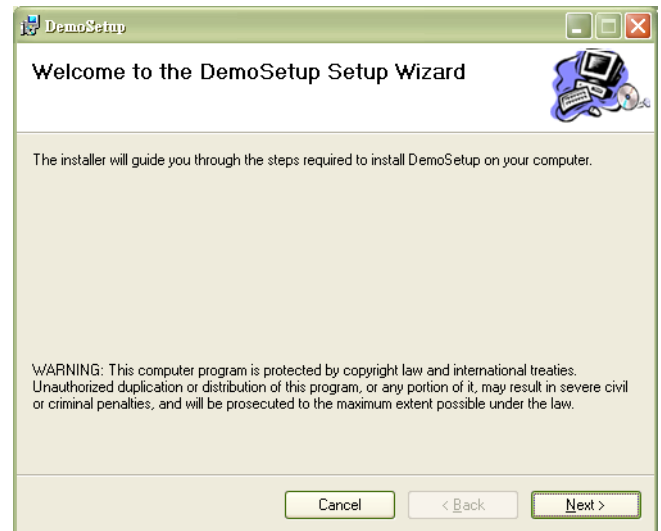 DemoSetup
Welcome to the DemoSetup Setup Wizard
The installer will guide you through the steps required to install DemoSetup on your computer.
WARNING: This computer program is protected by copyright law and international treaties.
Unauthorized duplication or distribution of this program, or any portion of it, may result in severe civil
or criminal penalties, and will be prosecuted to the maximum extent possible under the law.
Cancel < Back Next >